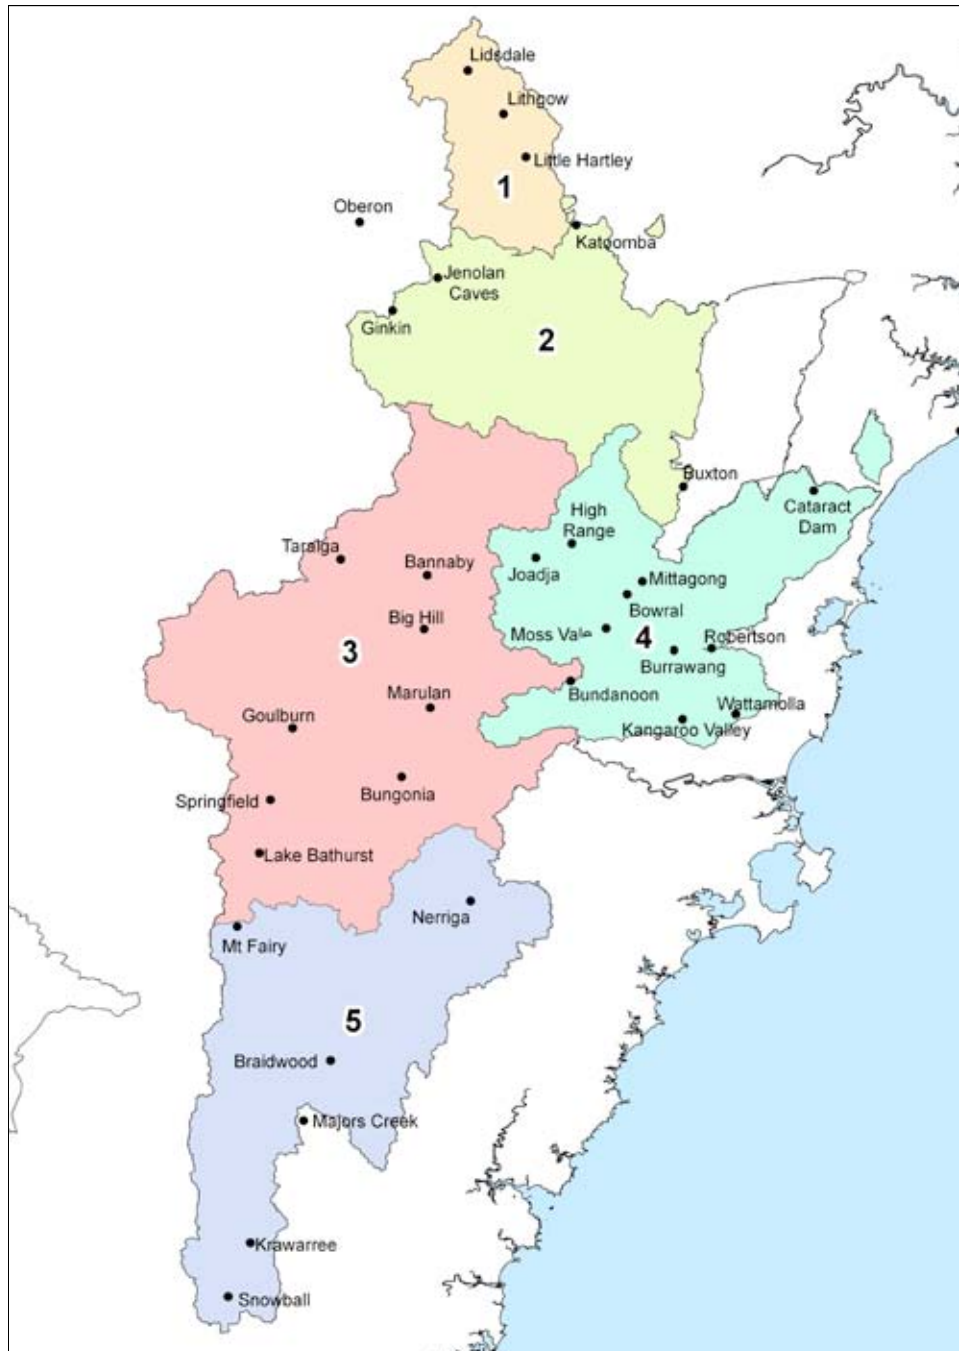 Lidsdale
Lithgow
Little Hartley
1
Oberon
Katoomba
Jenolan
Caves
Ginkin
2
Buxton
Cataract
Dam
High
Range
Taralga
Bannaby
Joadja
Mittagong
Bowral
Big Hill
Moss Vale
4
Robertson
3
Burrawang
Bundanoon
Marulan
Wattamolla
Goulburn
Kangaroo Valley
Bungonia
Springfield
Lake Bathurst
Nerriga
Mt Fairy
5
Braidwood
Majors Creek
Krawarree
Snowball